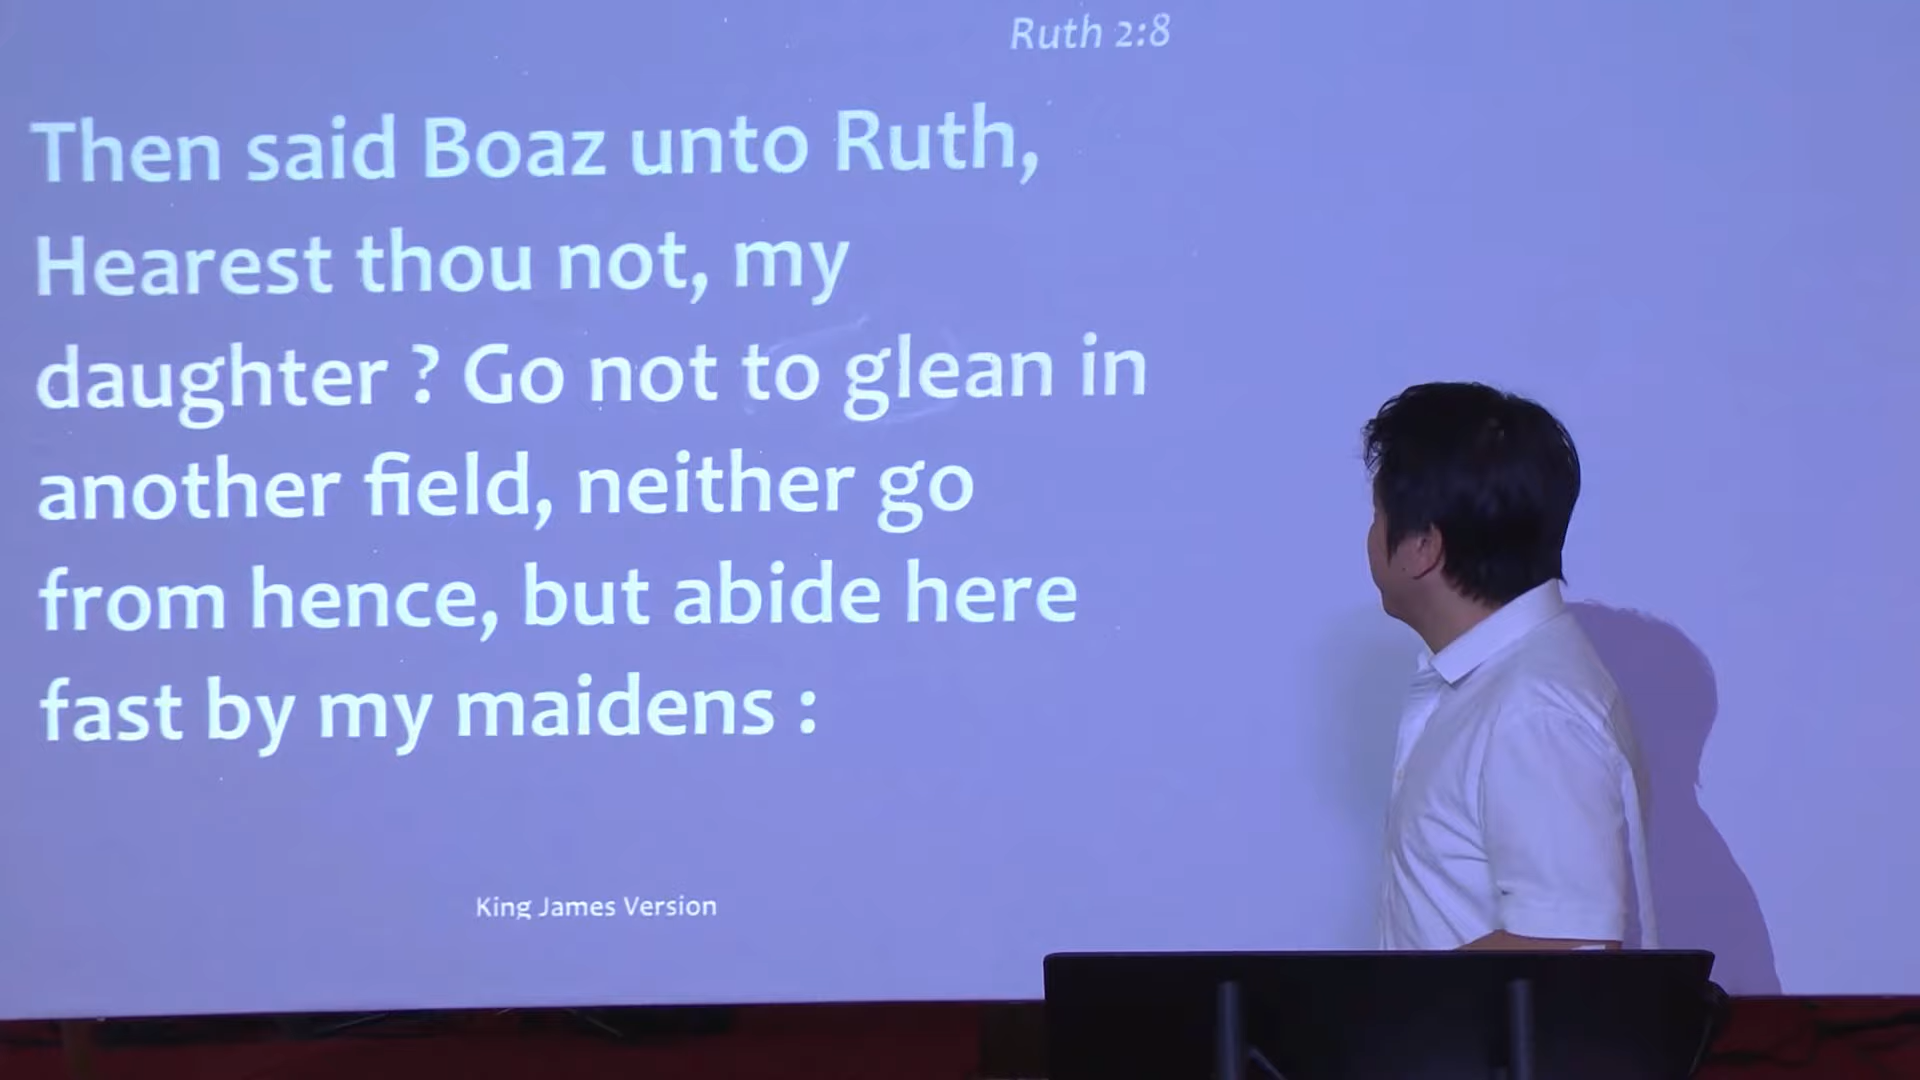 Ruth 2:8
Then said Boaz unto Ruth,
Hearest thou not, my
daughter ? Go not to glean in
another field, neither go
from hence, but abide here
fast by my maidens :
King James Version